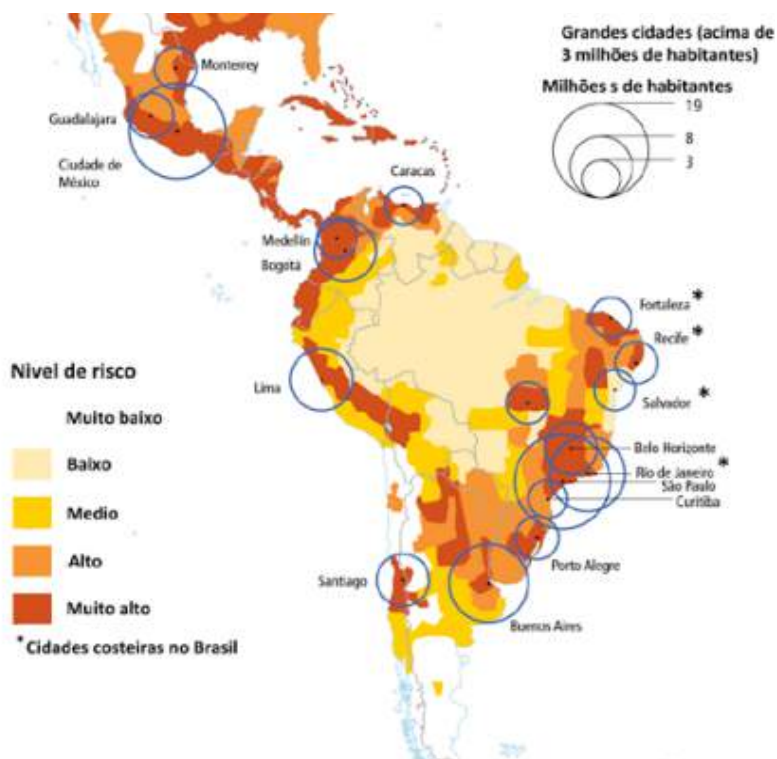 Grandes cidades (acima de
3 milhões de habitantes)
Milhões s de habitantes
19
8
3
Monterrey
Guadalajara
Ciudade de
México
Caracas
Medellín
Bogotá
Lima
Fortaleza *
Recife *
Salvador *
Belo Horizonte
Rio de Janeiro *
São Paulo
Curitiba
Porto Alegre
Santiago
Buenos Aires
Nivel de risco
Muito baixo
Baixo
Medio
Alto
Muito alto
*Cidades costeiras no Brasil